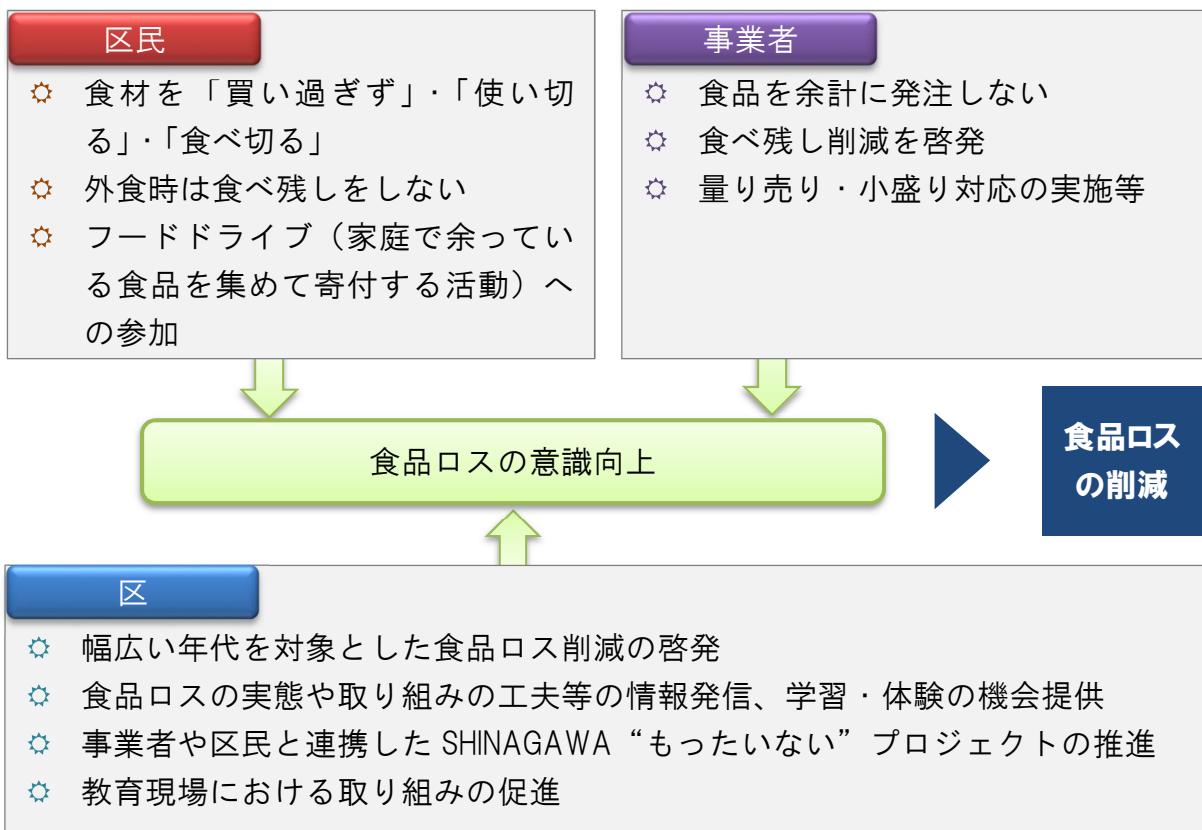 区民
食材を「買い過ぎず」・「使い切
る」・「食べ切る」
外食時は食べ残しをしない
フードドライブ（家庭で余ってい
る食品を集めて寄付する活動）へ
の参加
事業者
食品を余計に発注しない
食べ残し削減を啓発
量り売り・小盛り対応の実施等
食品ロスの意識向上
食品ロス
の削減
区
幅広い年代を対象とした食品ロス削減の啓発
食品ロスの実態や取り組みの工夫等の情報発信、学習・体験の機会提供
事業者や区民と連携した SHINAGAWA“もったいない”プロジェクトの推進
教育現場における取り組みの促進